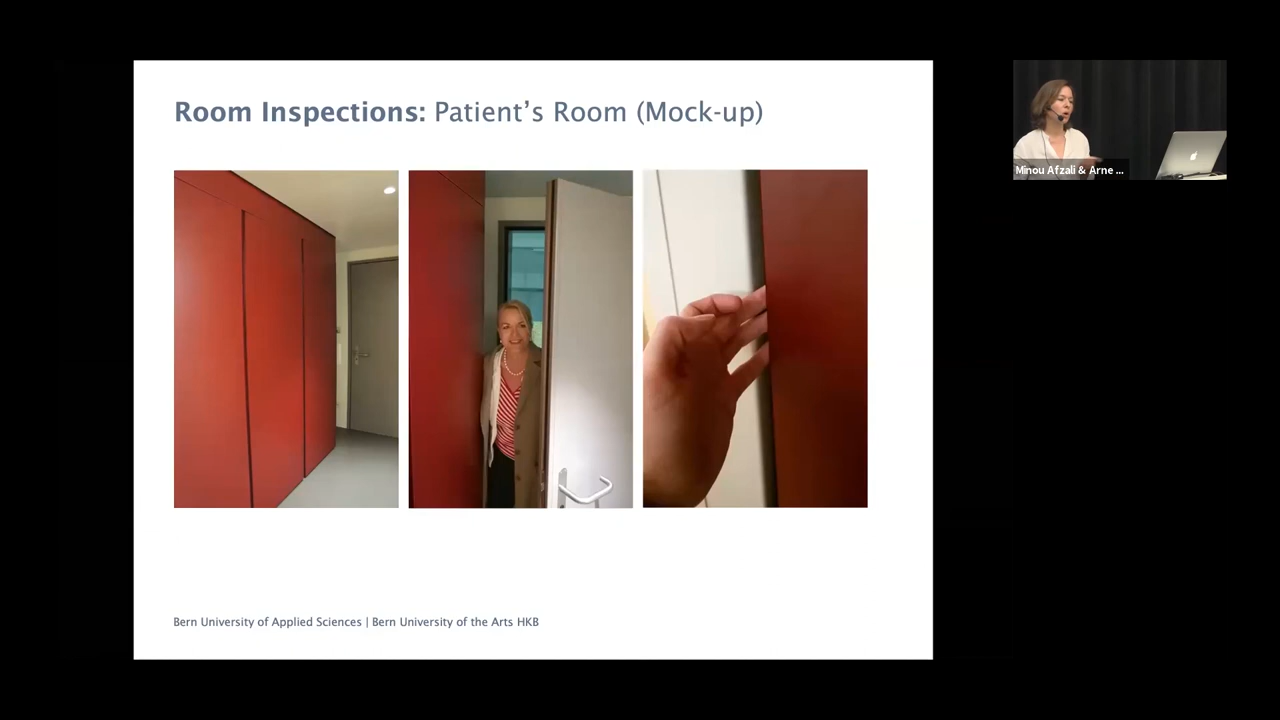 Room Inspections: Patient’s Room (Mock-up)
Minou Afzali & Arne ...
Bern University of Applied Sciences | Bern University of the Arts HKB